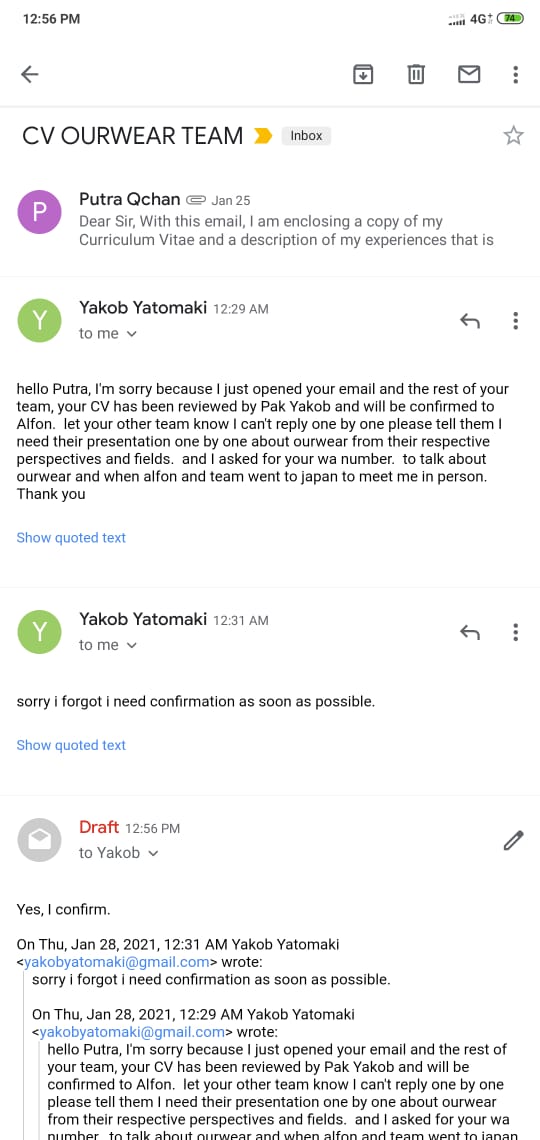 12:56 PM
4G 74
CV OURWEAR TEAM Inbox
P
Putra Qchan Jan 25
Dear Sir, With this email, I am enclosing a copy of my
Curriculum Vitae and a description of my experiences that is
Y
Yakob Yatomaki 12:29 AM
to me
hello Putra, I'm sorry because I just opened your email and the rest of your
team, your CV has been reviewed by Pak Yakob and will be confirmed to
Alfon.  let your other team know I can't reply one by one please tell them I
need their presentation one by one about ourwear from their respective
perspectives and fields.  and I asked for your wa number.  to talk about
ourwear and when alfon and team went to japan to meet me in person.
Thank you
Show quoted text
Y
Yakob Yatomaki 12:31 AM
to me
sorry i forgot i need confirmation as soon as possible.
Show quoted text
Draft 12:56 PM
to Yakob
Yes, I confirm.
On Thu, Jan 28, 2021, 12:31 AM Yakob Yatomaki
<yakobyatomaki@gmail.com> wrote:
sorry i forgot i need confirmation as soon as possible.
On Thu, Jan 28, 2021, 12:29 AM Yakob Yatomaki
<yakobyatomaki@gmail.com> wrote:
hello Putra, I'm sorry because I just opened your email and the rest of
your team, your CV has been reviewed by Pak Yakob and will be
confirmed to Alfon.  let your other team know I can't reply one by one
please tell them I need their presentation one by one about ourwear
from their respective perspectives and fields.  and I asked for your wa
number.  to talk about ourwear and when alfon and team went to japan